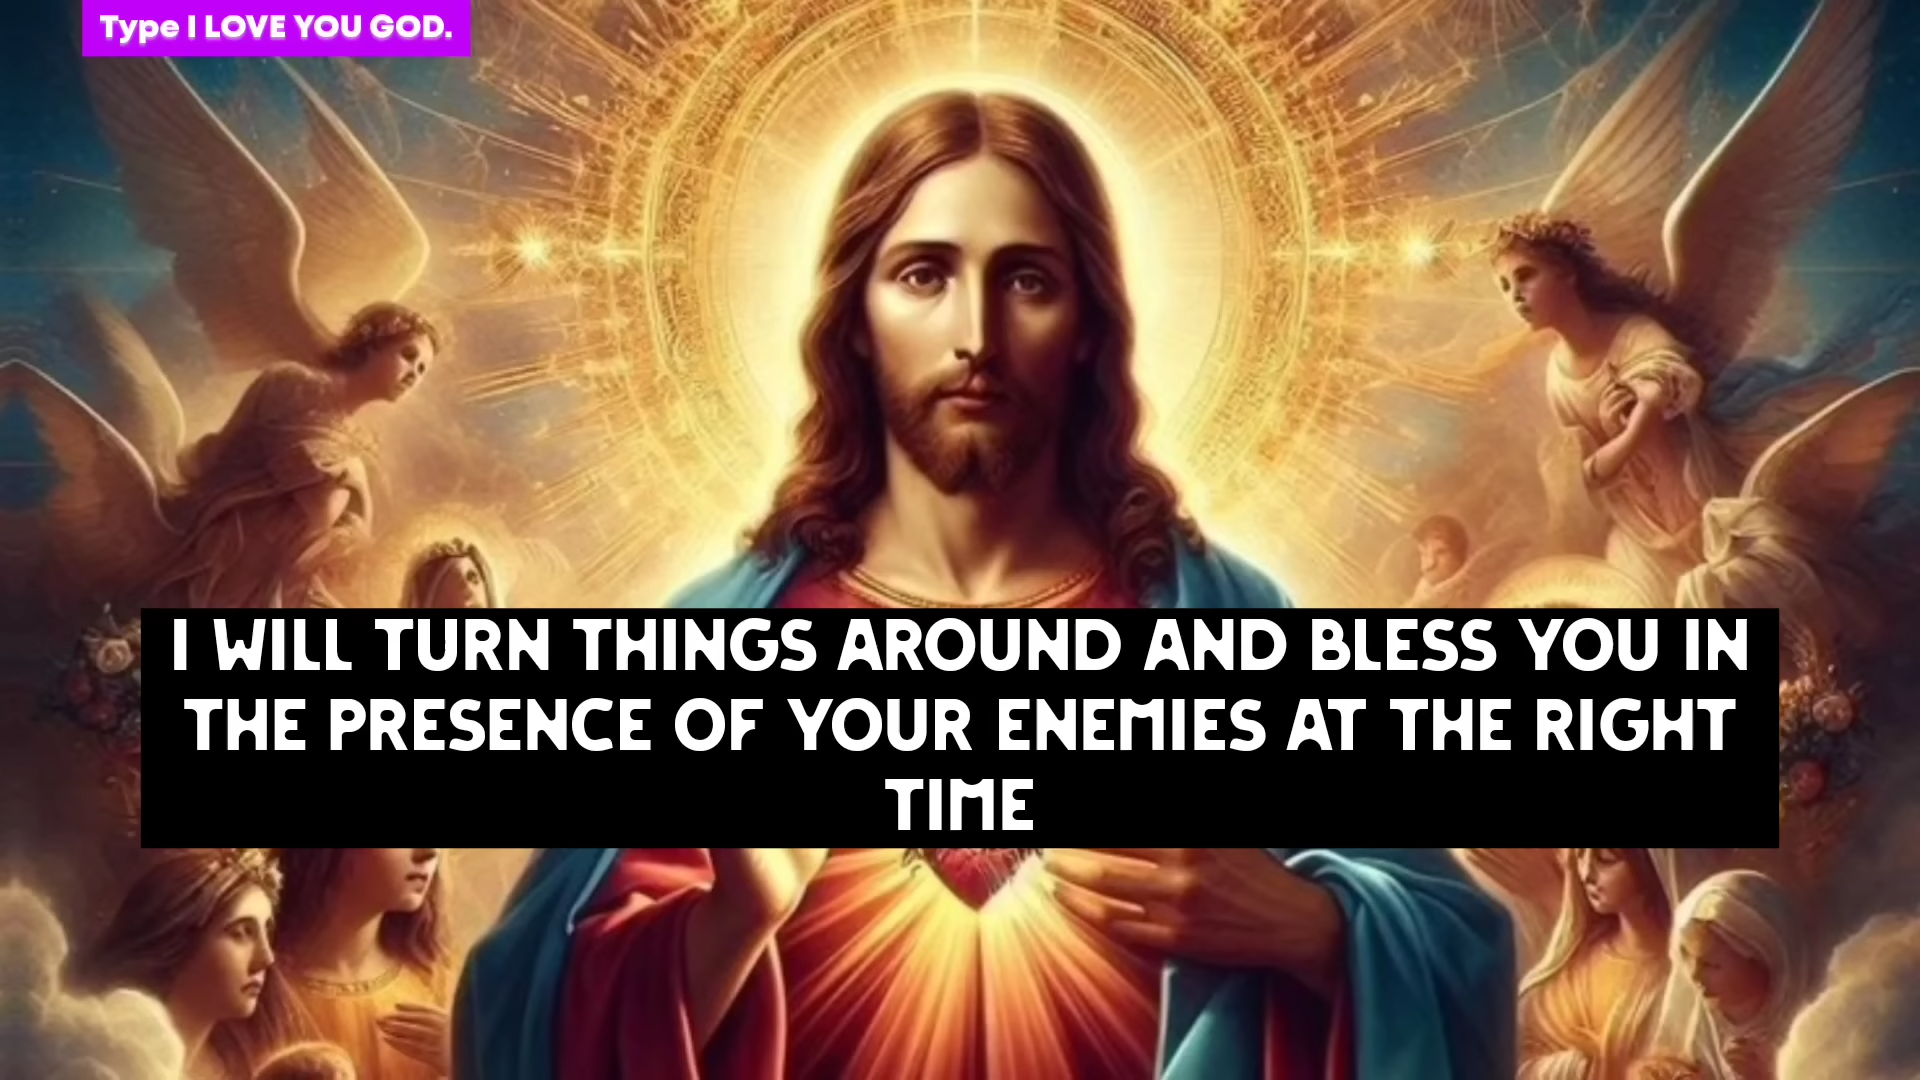 Type I LOVE YOU GOD.
I WILL TURN THINGS AROUND AND BLESS YOU IN
THE PRESENCE OF YOUR ENEMIES AT THE RIGHT
TIME